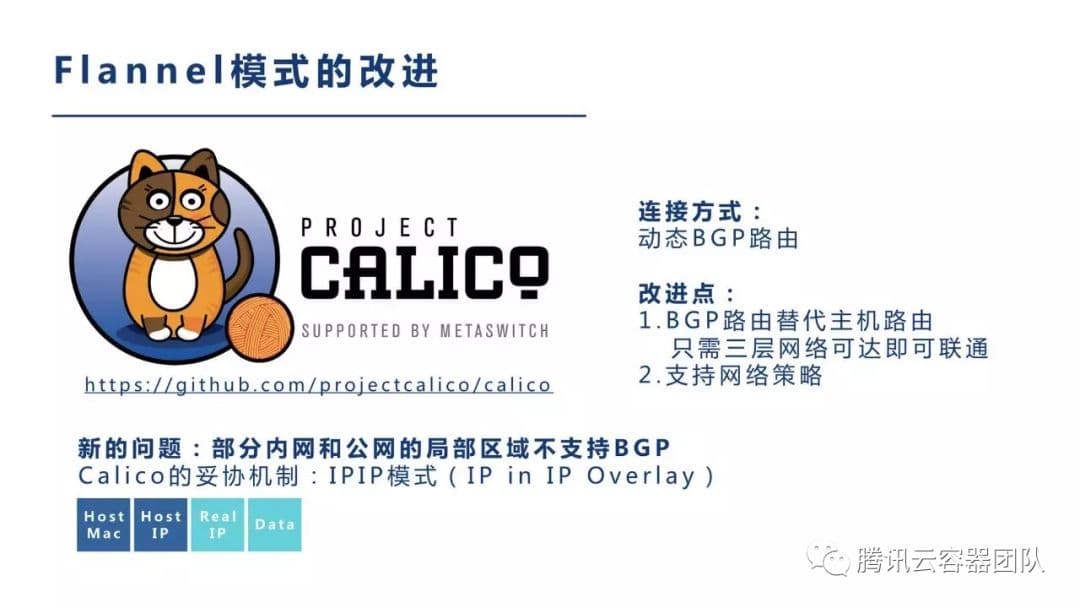 Flannel模式的改进
PROJECT
CALICO
SUPPORTED BY METASWITCH
https://github.com/projectcalico/calico
连接方式：
动态BGP路由
改进点：
1.BGP路由替代主机路由
只需三层网络可达即可联通
2.支持网络策略
新的问题：部分内网和公网的局部区域不支持BGP
Calico的妥协机制：IPIP模式（IP in IP Overlay）
Host Mac
Host IP
Real IP
Data
腾讯云容器团队